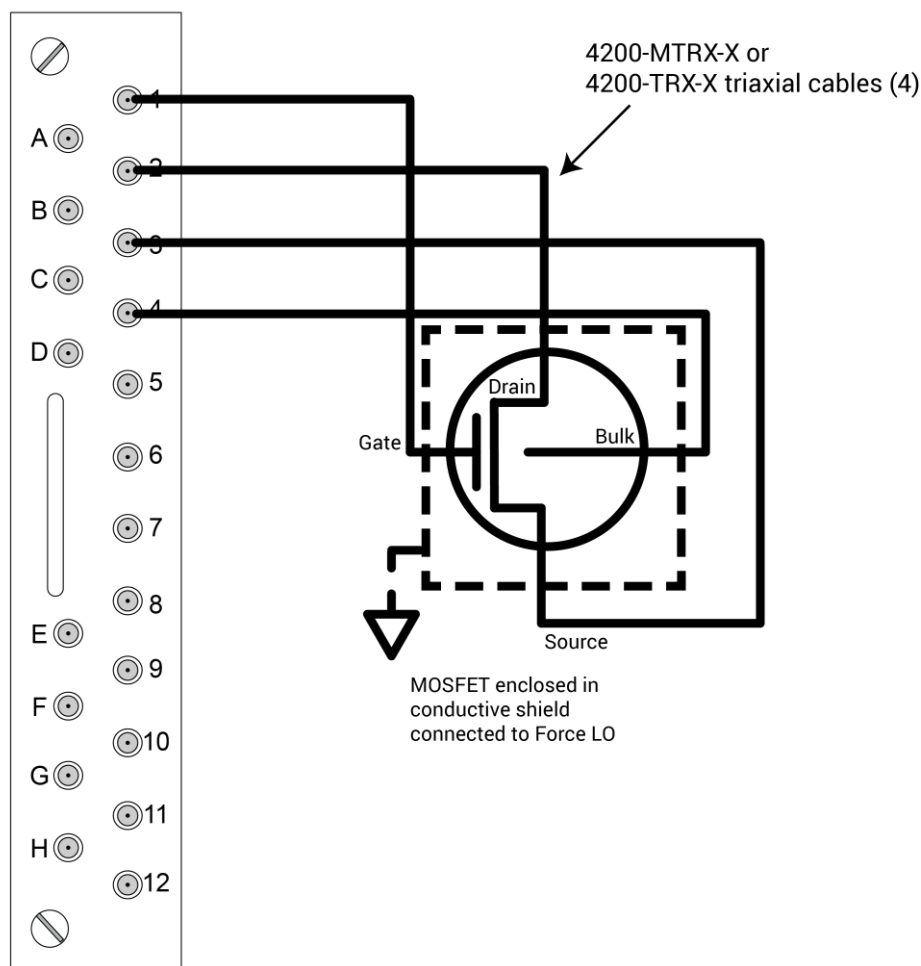 4200-MTRX-X or
4200-TRX-X triaxial cables (4)
1
A
2
B
3
C
4
D
5
Drain
Gate
Bulk
6
7
8
E
Source
9
MOSFET enclosed in
conductive shield
connected to Force LO
F
10
G
11
H
12